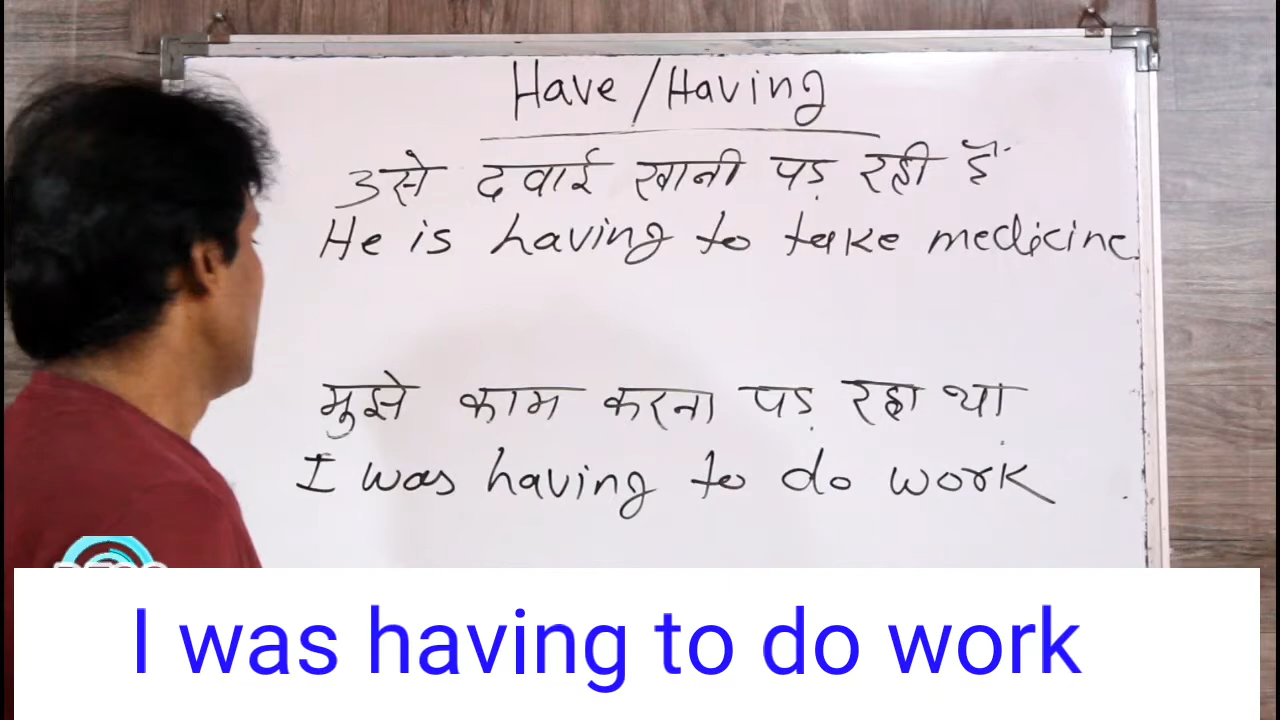 Have / Having
उसे दवाई खानी पड़ रही हैं
He is having to take medicine
मुझे काम करना पड़ रहा था
I was having to do work
I was having to do work